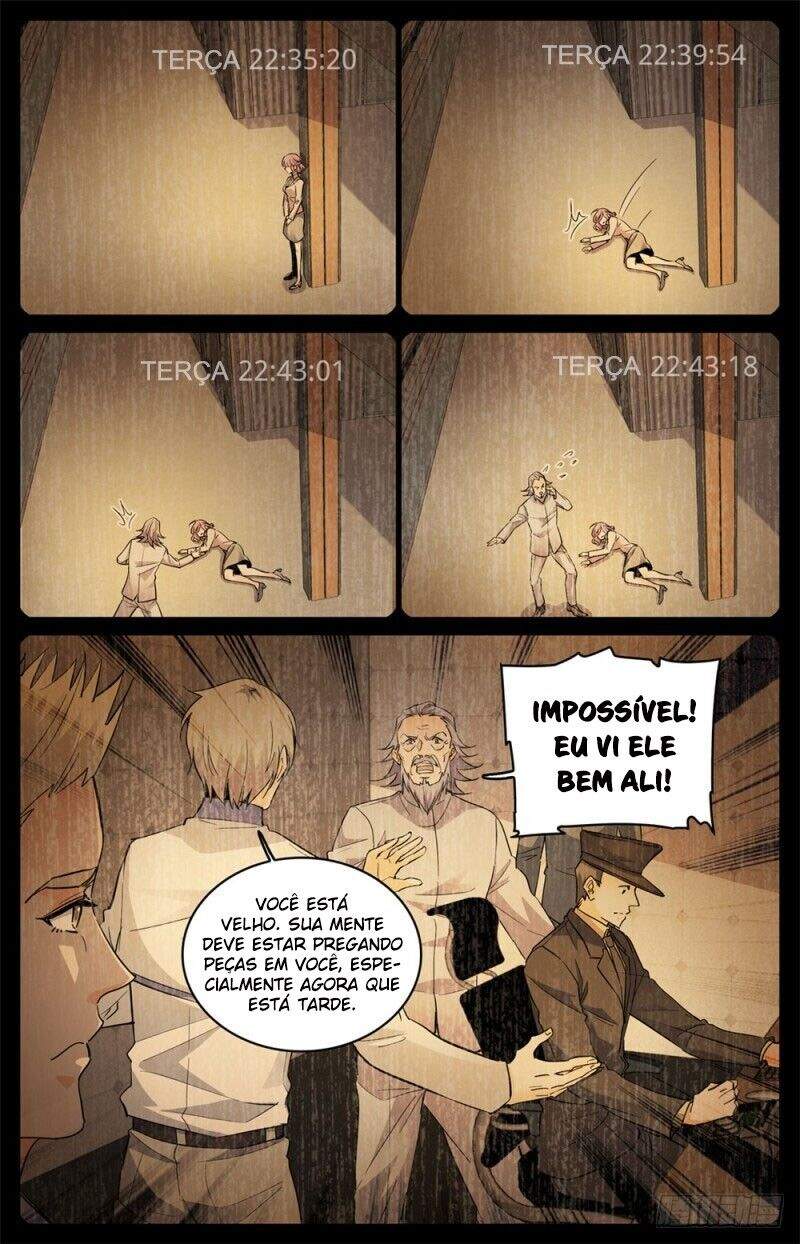 TERÇA 22:35:20
TERÇA 22:39:54
TERÇA 22:43:01
TERÇA 22:43:18
IMPOSSÍVEL!
EU VI ELE
BEM ALI!
VOCÊ ESTÁ
VELHO. SUA MENTE
DEVE ESTAR PREGANDO
PEÇAS EM VOCÊ, ESPE-
CIALMENTE AGORA QUE
ESTÁ TARDE.